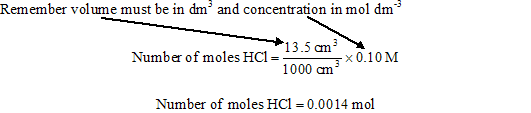 Remember volume must be in dm³ and concentration in mol dm⁻³
Number of moles HCl = 13.5 cm³ / 1000 cm³ × 0.10 M
Number of moles HCl = 0.0014 mol